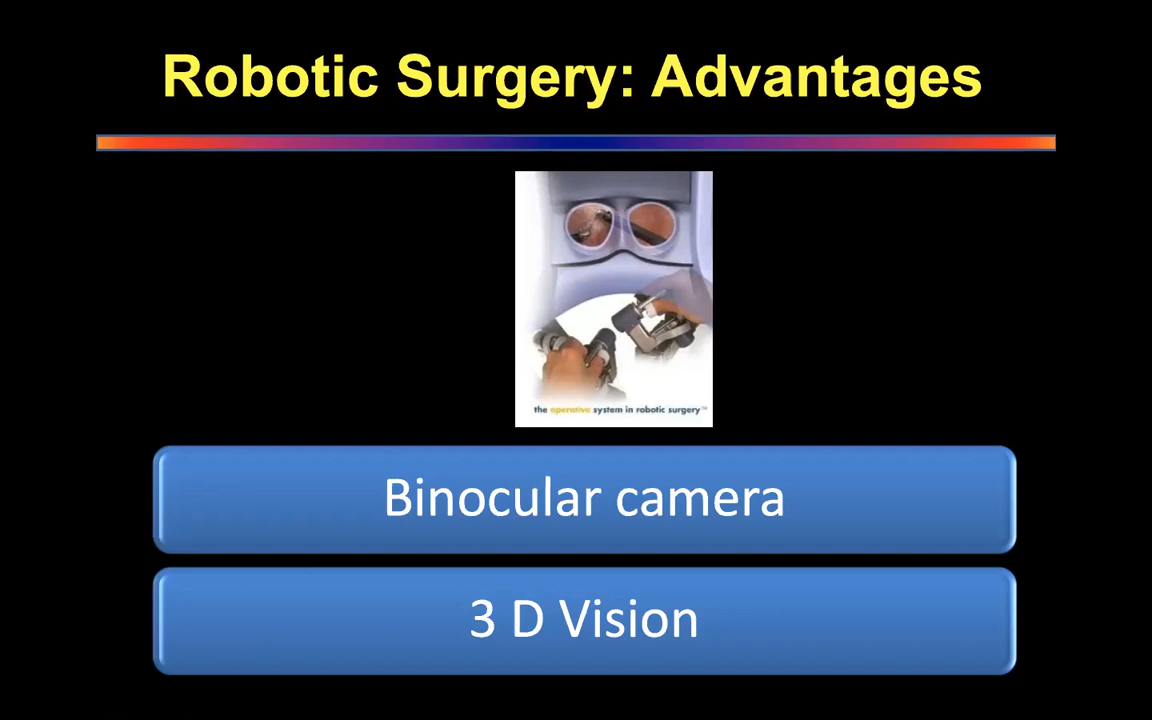 Robotic Surgery: Advantages
the operative system in robotic surgery™
Binocular camera
3 D Vision